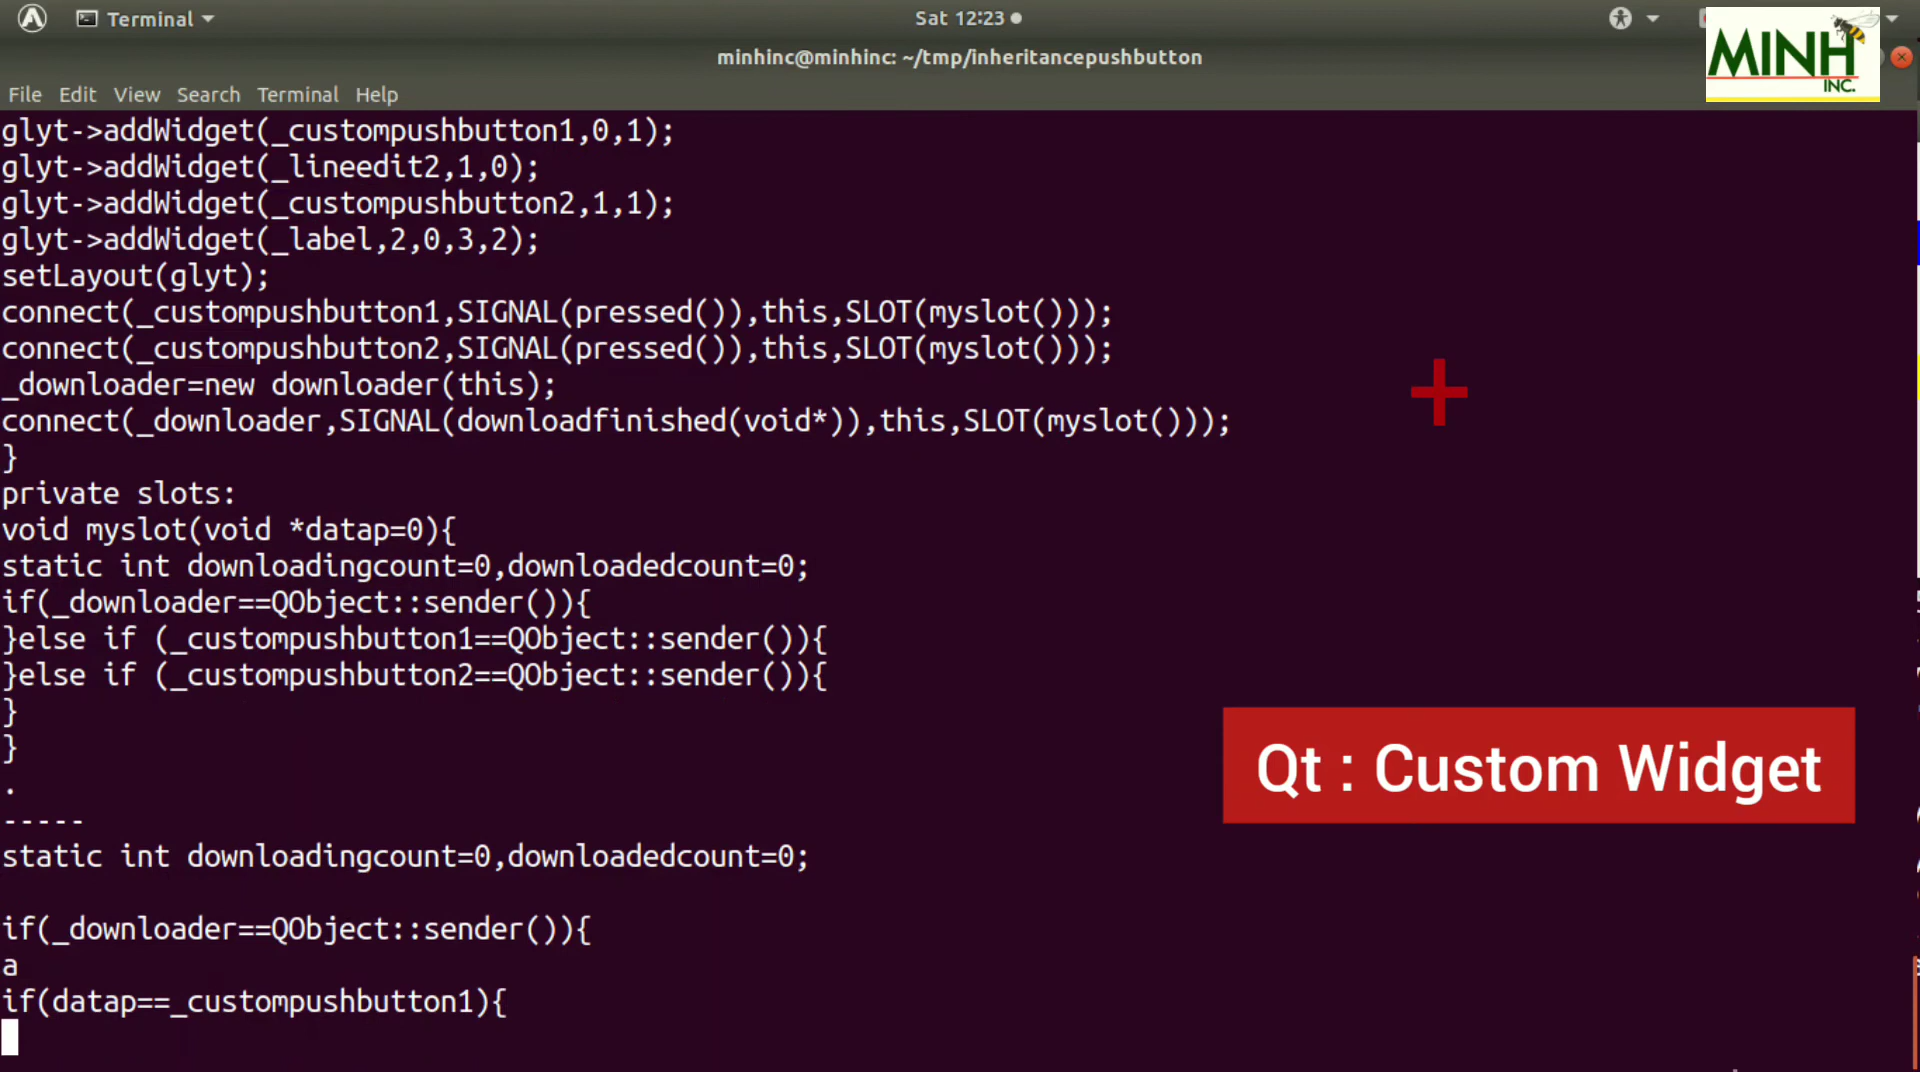 Terminal
Sat 12:23
minhinc@minhinc: ~/tmp/inheritancepushbutton
MINH
INC.
File Edit View Search Terminal Help
glyt->addWidget(_custompushbutton1,0,1);
glyt->addWidget(_lineedit2,1,0);
glyt->addWidget(_custompushbutton2,1,1);
glyt->addWidget(_label,2,0,3,2);
setLayout(glyt);
connect(_custompushbutton1,SIGNAL(pressed()),this,SLOT(myslot()));
connect(_custompushbutton2,SIGNAL(pressed()),this,SLOT(myslot()));
_downloader=new downloader(this);
connect(_downloader,SIGNAL(downloadfinished(void*)),this,SLOT(myslot()));
}
private slots:
void myslot(void *datap=0){
static int downloadingcount=0,downloadedcount=0;
if(_downloader==QObject::sender()){
}else if (_custompushbutton1==QObject::sender()){
}else if (_custompushbutton2==QObject::sender()){
}
}
.
-----
static int downloadingcount=0,downloadedcount=0;
if(_downloader==QObject::sender()){
a
if(datap==_custompushbutton1){
Qt : Custom Widget